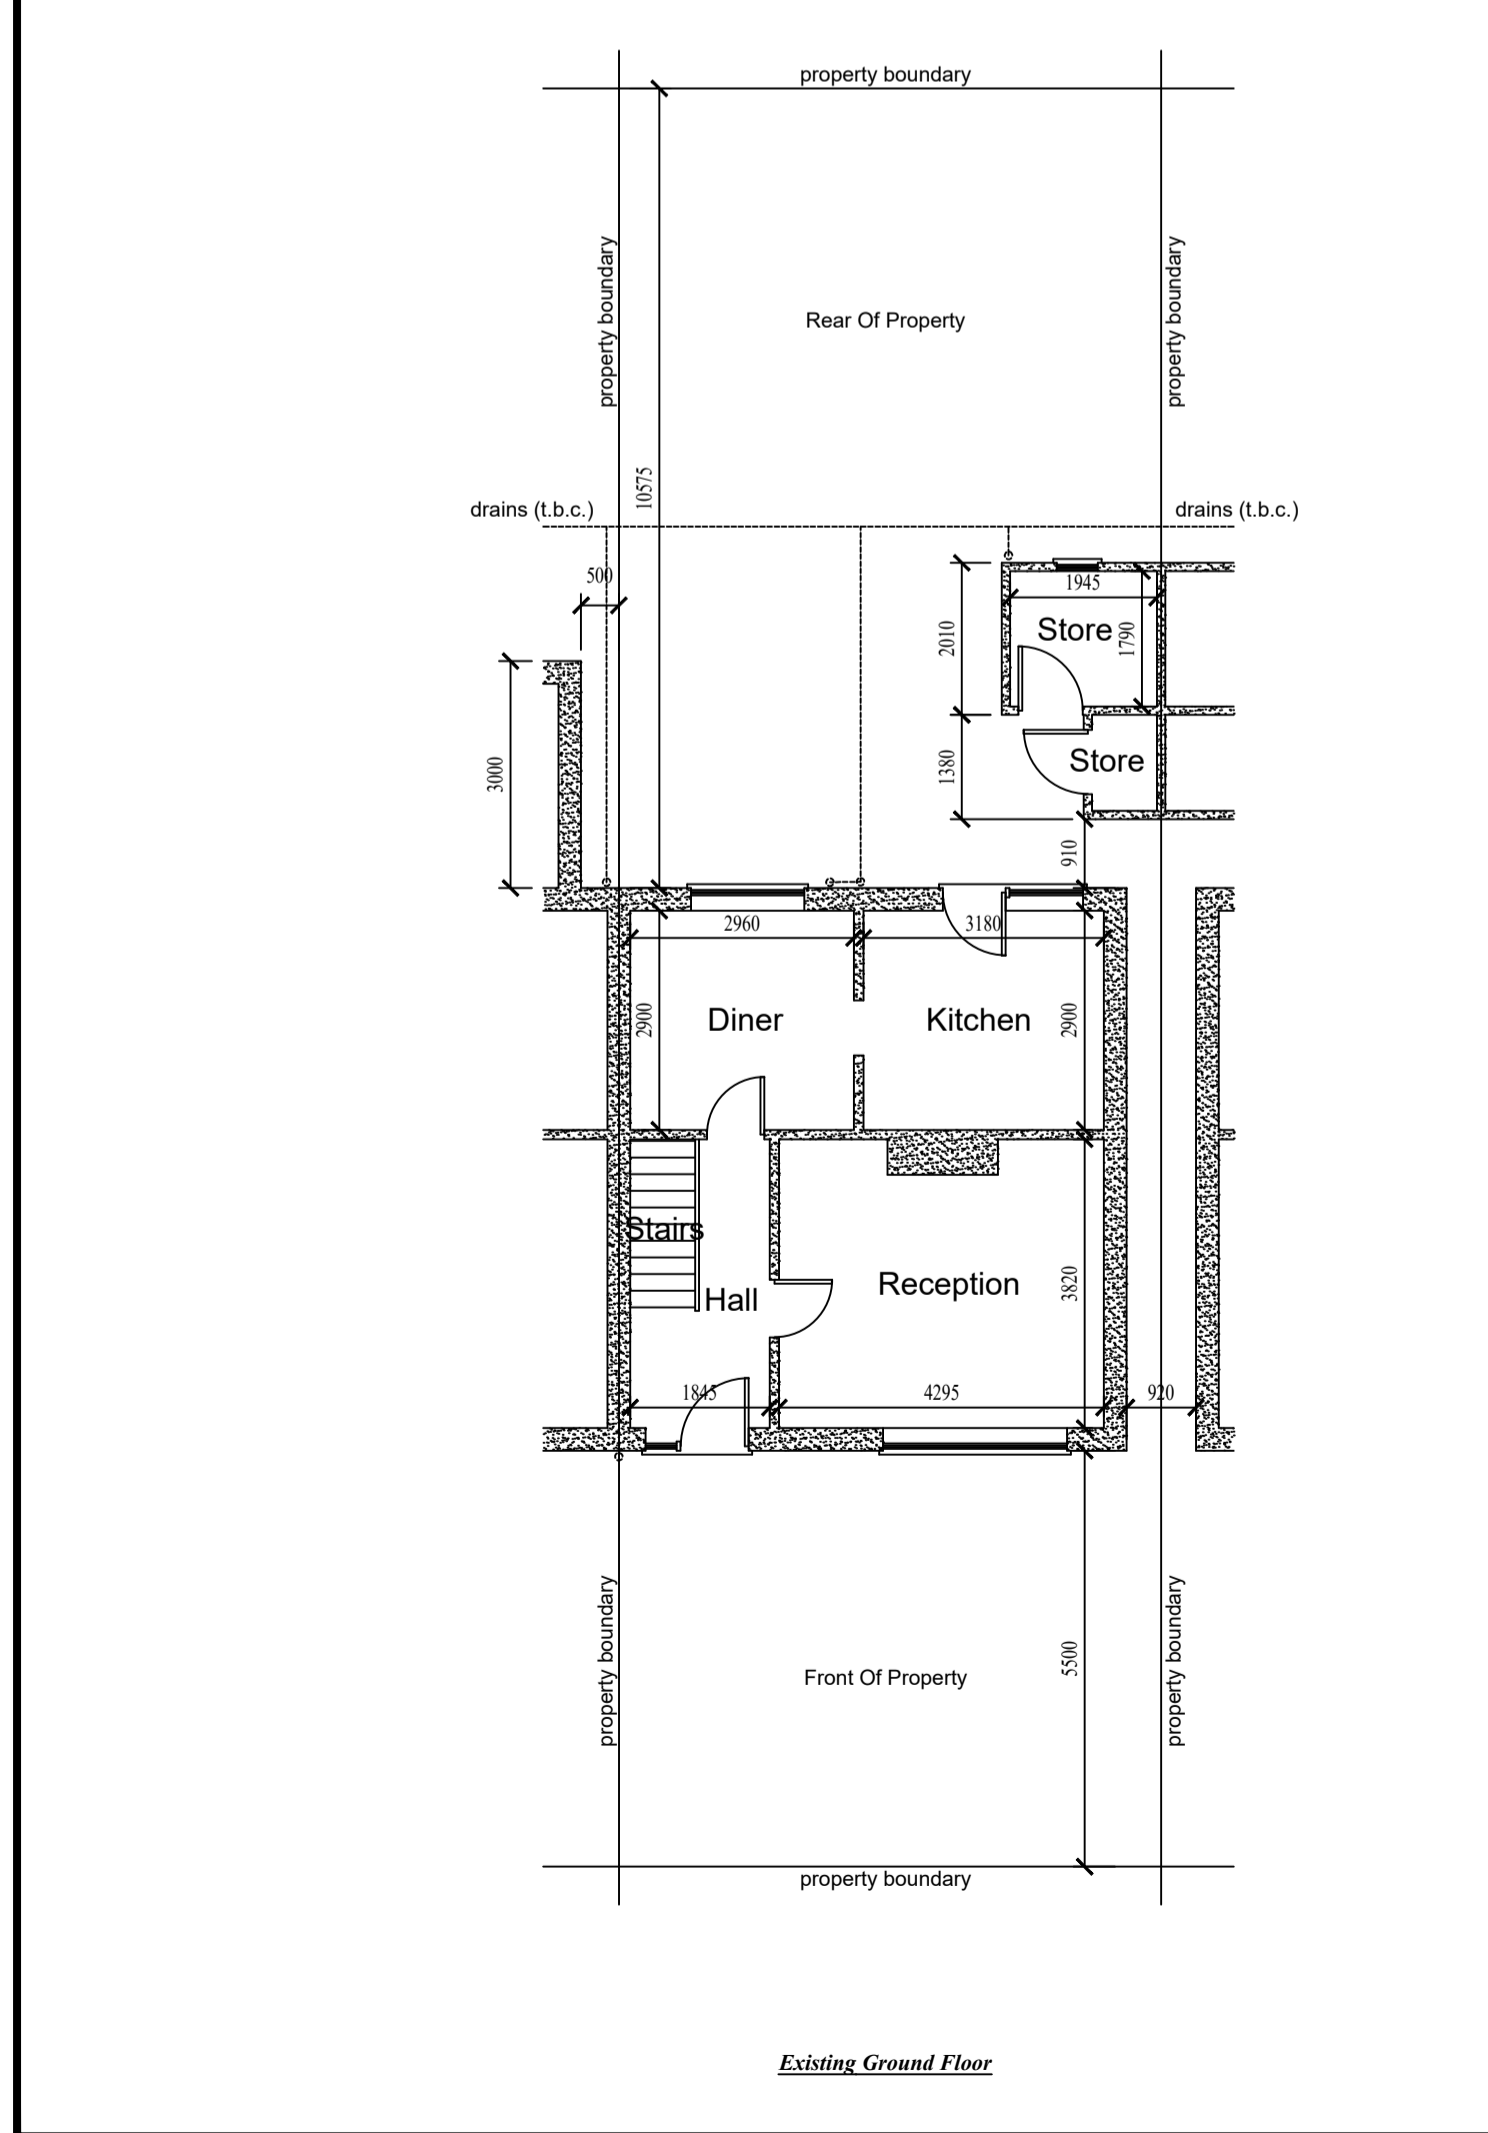 property boundary
property boundary
property boundary
Rear Of Property
10575
drains (t.b.c.)
drains (t.b.c.)
500
1945
Store
2010
1790
Store
1380
3000
910
2960
3180
Diner
Kitchen
2900
2900
Stairs
Hall
Reception
3820
1845
4295
920
property boundary
property boundary
5500
Front Of Property
property boundary
Existing Ground Floor